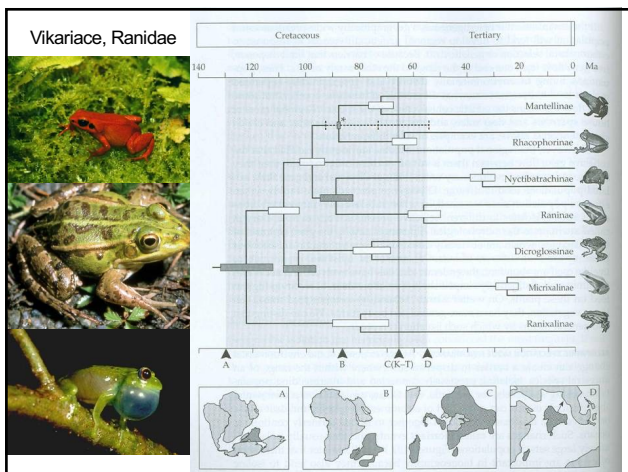 Vikariace, Ranidae
Cretaceous Tertiary
140 120 100 80 60 40 20 0 Ma
Mantellinae
*
Rhacophorinae
Nyctibatrachinae
Raninae
Dicroglossinae
Micrixalinae
Ranixalinae
A B C (K–T) D
A B C D